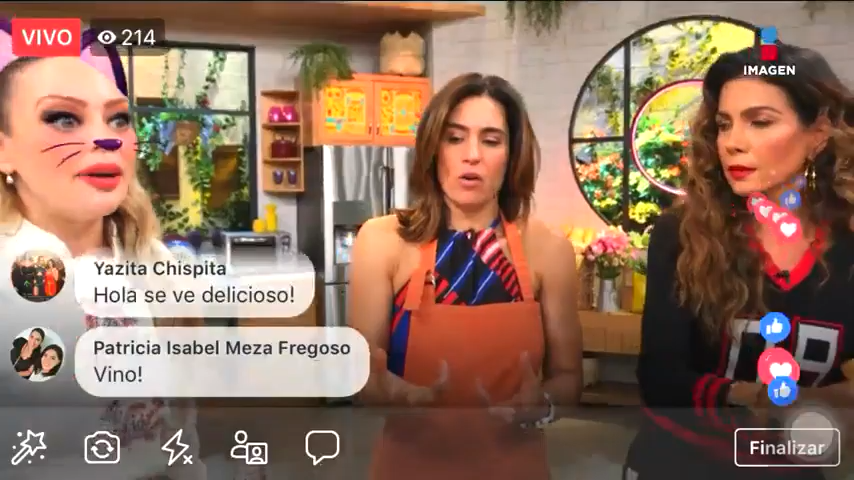 VIVO
214
IMAGEN
Yazita Chispita
Hola se ve delicioso!
Patricia Isabel Meza Fregoso
Vino!
Finalizar